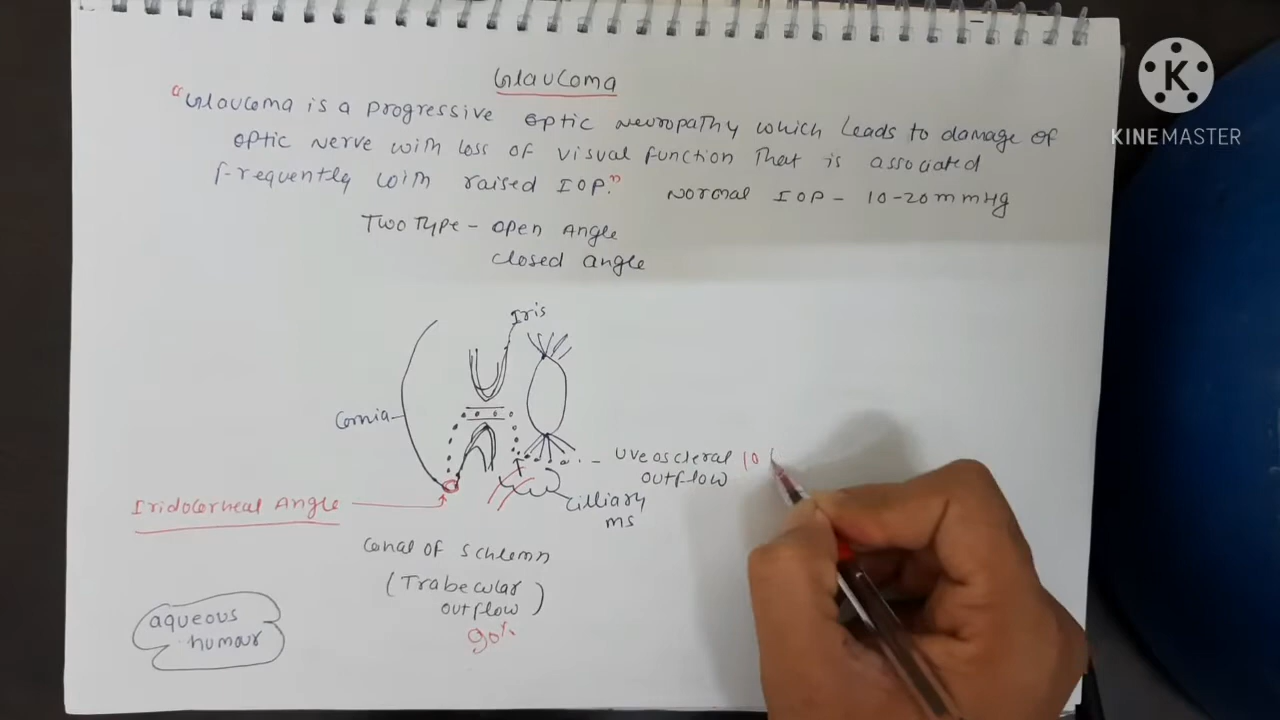 Glaucoma
"Glaucoma is a progressive optic neuropathy which leads to damage of
optic nerve with loss of visual function that is associated
frequently with raised IOP."
Normal IOP - 10-20 mmHg
Two Type - open Angle
closed angle
Iris
Cornia
Uveoscleral 10
outflow
Iridocorneal Angle
Cilliary
ms
Canal of schlemn
(Trabecular
outflow)
90%
aqueous
humour
K
KINEMASTER